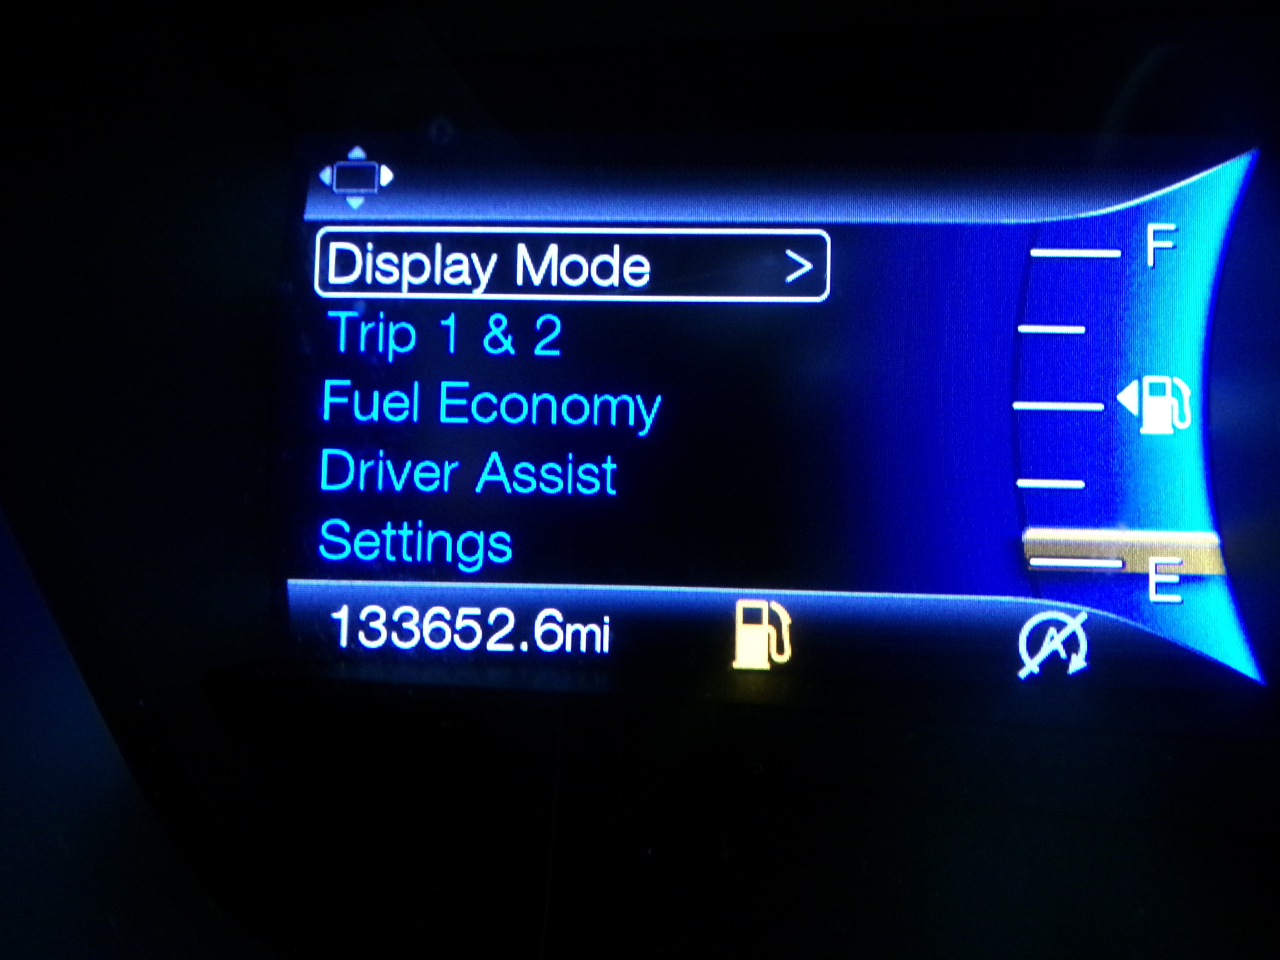 Display Mode >
Trip 1 & 2
Fuel Economy
Driver Assist
Settings
133652.6mi
F
E